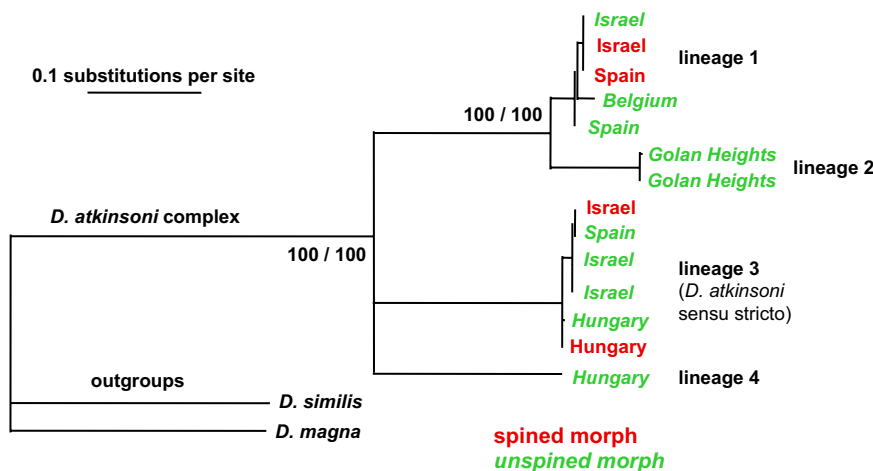 Israel
Israel
lineage 1
0.1 substitutions per site
Spain
Belgium
100 / 100
Spain
Golan Heights
lineage 2
Golan Heights
Israel
D. atkinsoni complex
Spain
100 / 100
Israel
lineage 3
(D. atkinsoni
sensu stricto)
Israel
Hungary
Hungary
outgroups
Hungary
lineage 4
D. similis
D. magna
spined morph
unspined morph